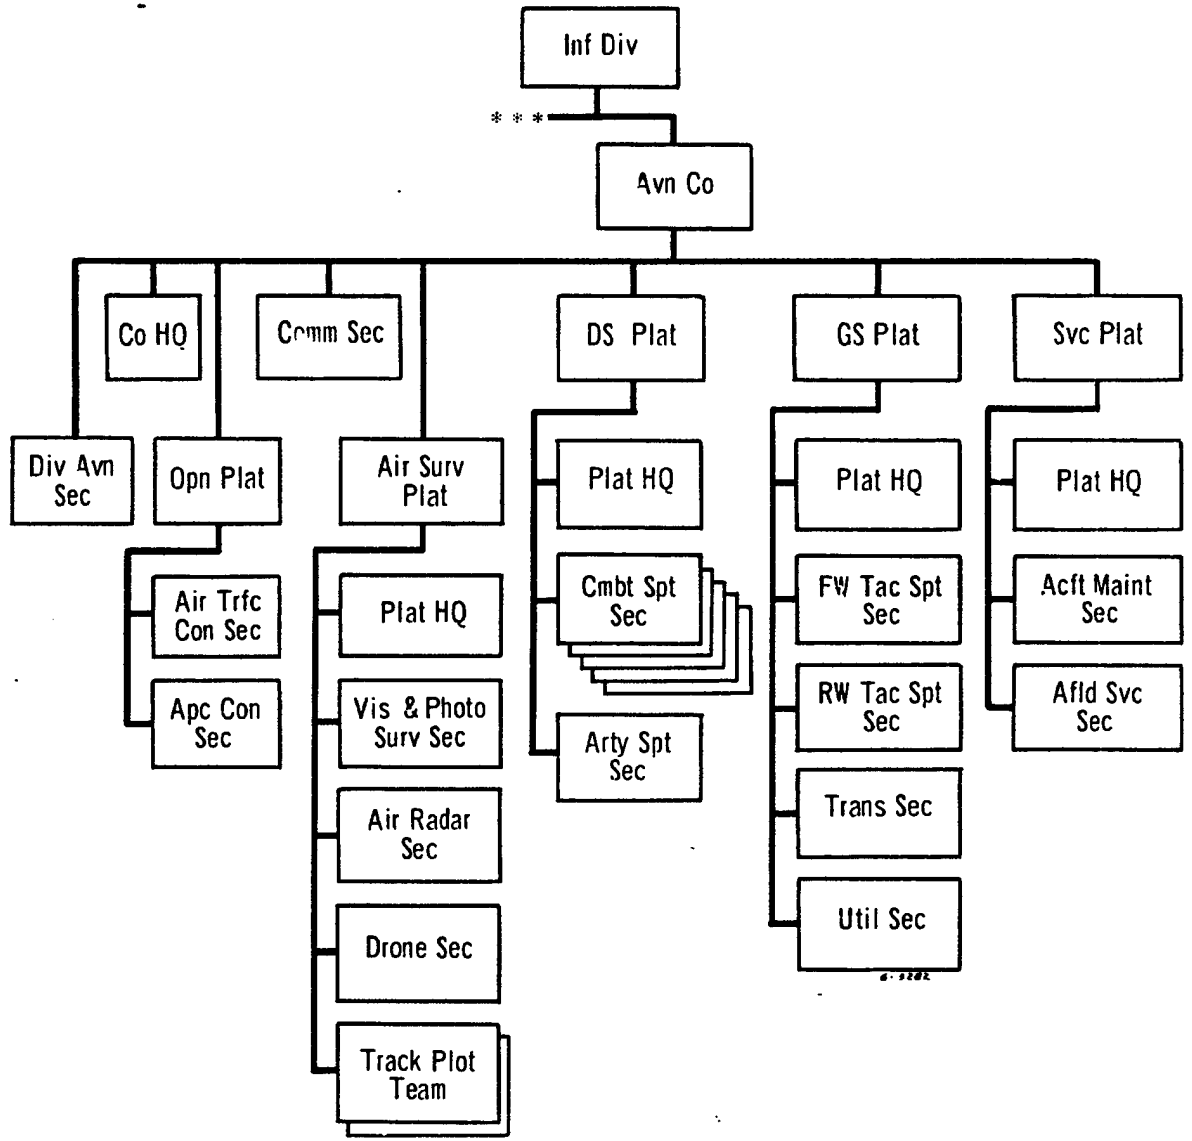 Inf Div
* * *
Avn Co
Co HQ
Comm Sec
DS Plat
GS Plat
Svc Plat
Div Avn
Sec
Opn Plat
Air Surv
Plat
Plat HQ
Plat HQ
Plat HQ
Air Trfc
Con Sec
Plat HQ
Cmbt Spt
Sec
FW Tac Spt
Sec
Acft Maint
Sec
Apc Con
Sec
Vis & Photo
Surv Sec
Arty Spt
Sec
RW Tac Spt
Sec
Afld Svc
Sec
Air Radar
Sec
Trans Sec
Drone Sec
Util Sec
Track Plot
Team